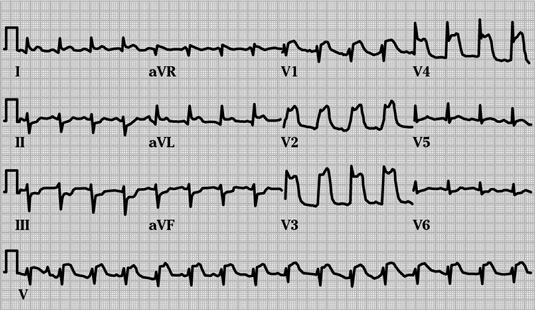 I aVR V1 V4
II aVL V2 V5
III aVF V3 V6
V